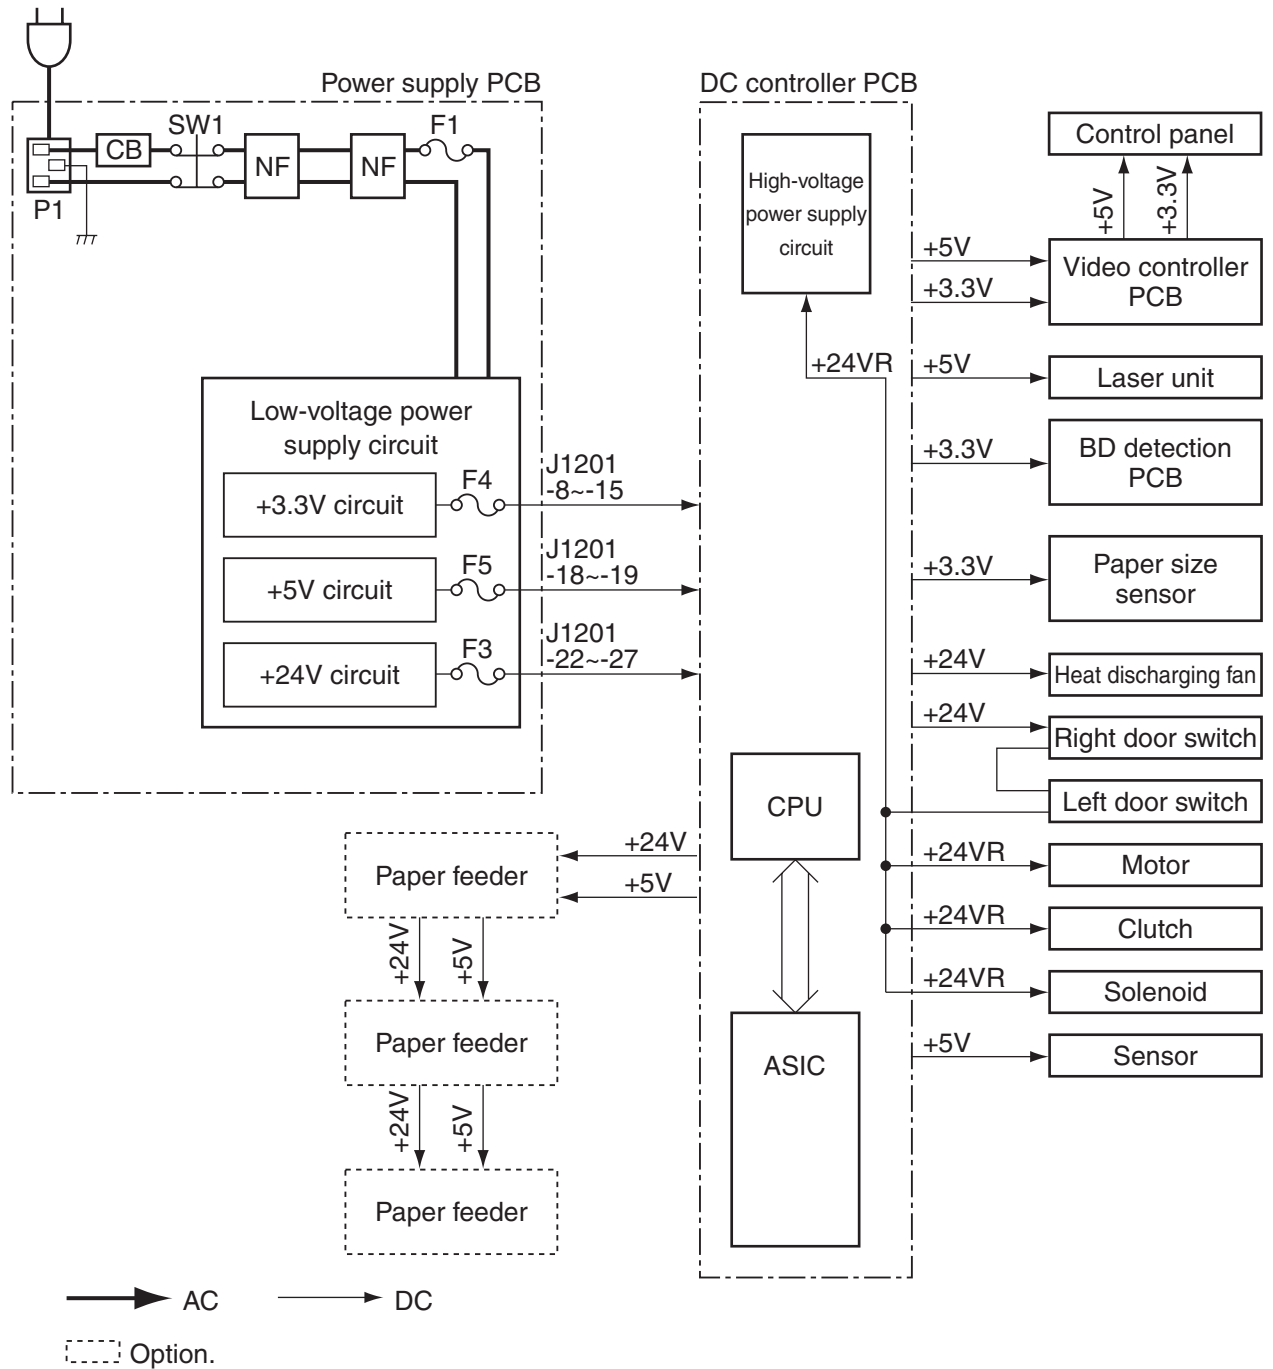 Power supply PCB
DC controller PCB
SW1
F1
CB
NF
NF
P1
Control panel
+5V
+3.3V
High-voltage
power supply
circuit
+5V
+3.3V
Video controller
PCB
+24VR
+5V
Laser unit
Low-voltage power
supply circuit
+3.3V
BD detection
PCB
+3.3V circuit
F4
J1201
-8~-15
+5V circuit
F5
J1201
-18~-19
+3.3V
Paper size
sensor
+24V circuit
F3
J1201
-22~-27
+24V
Heat discharging fan
+24V
Right door switch
Left door switch
CPU
+24VR
Motor
+24VR
Clutch
+24VR
Solenoid
+5V
Sensor
ASIC
+24V
+5V
Paper feeder
+24V
+5V
Paper feeder
+24V
+5V
Paper feeder
AC
DC
Option.